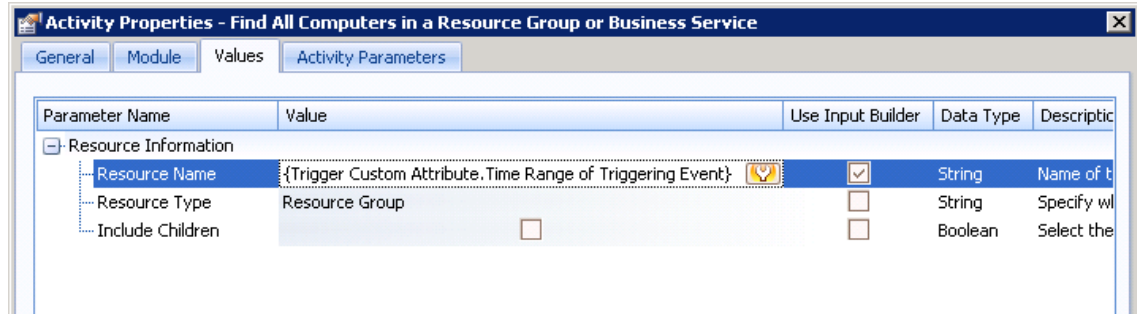 Activity Properties - Find All Computers in a Resource Group or Business Service
General Module Values Activity Parameters
Parameter Name Value Use Input Builder Data Type Descriptic
Resource Information
Resource Name {Trigger Custom Attribute.Time Range of Triggering Event} String Name of t
Resource Type Resource Group String Specify wl
Include Children Boolean Select the